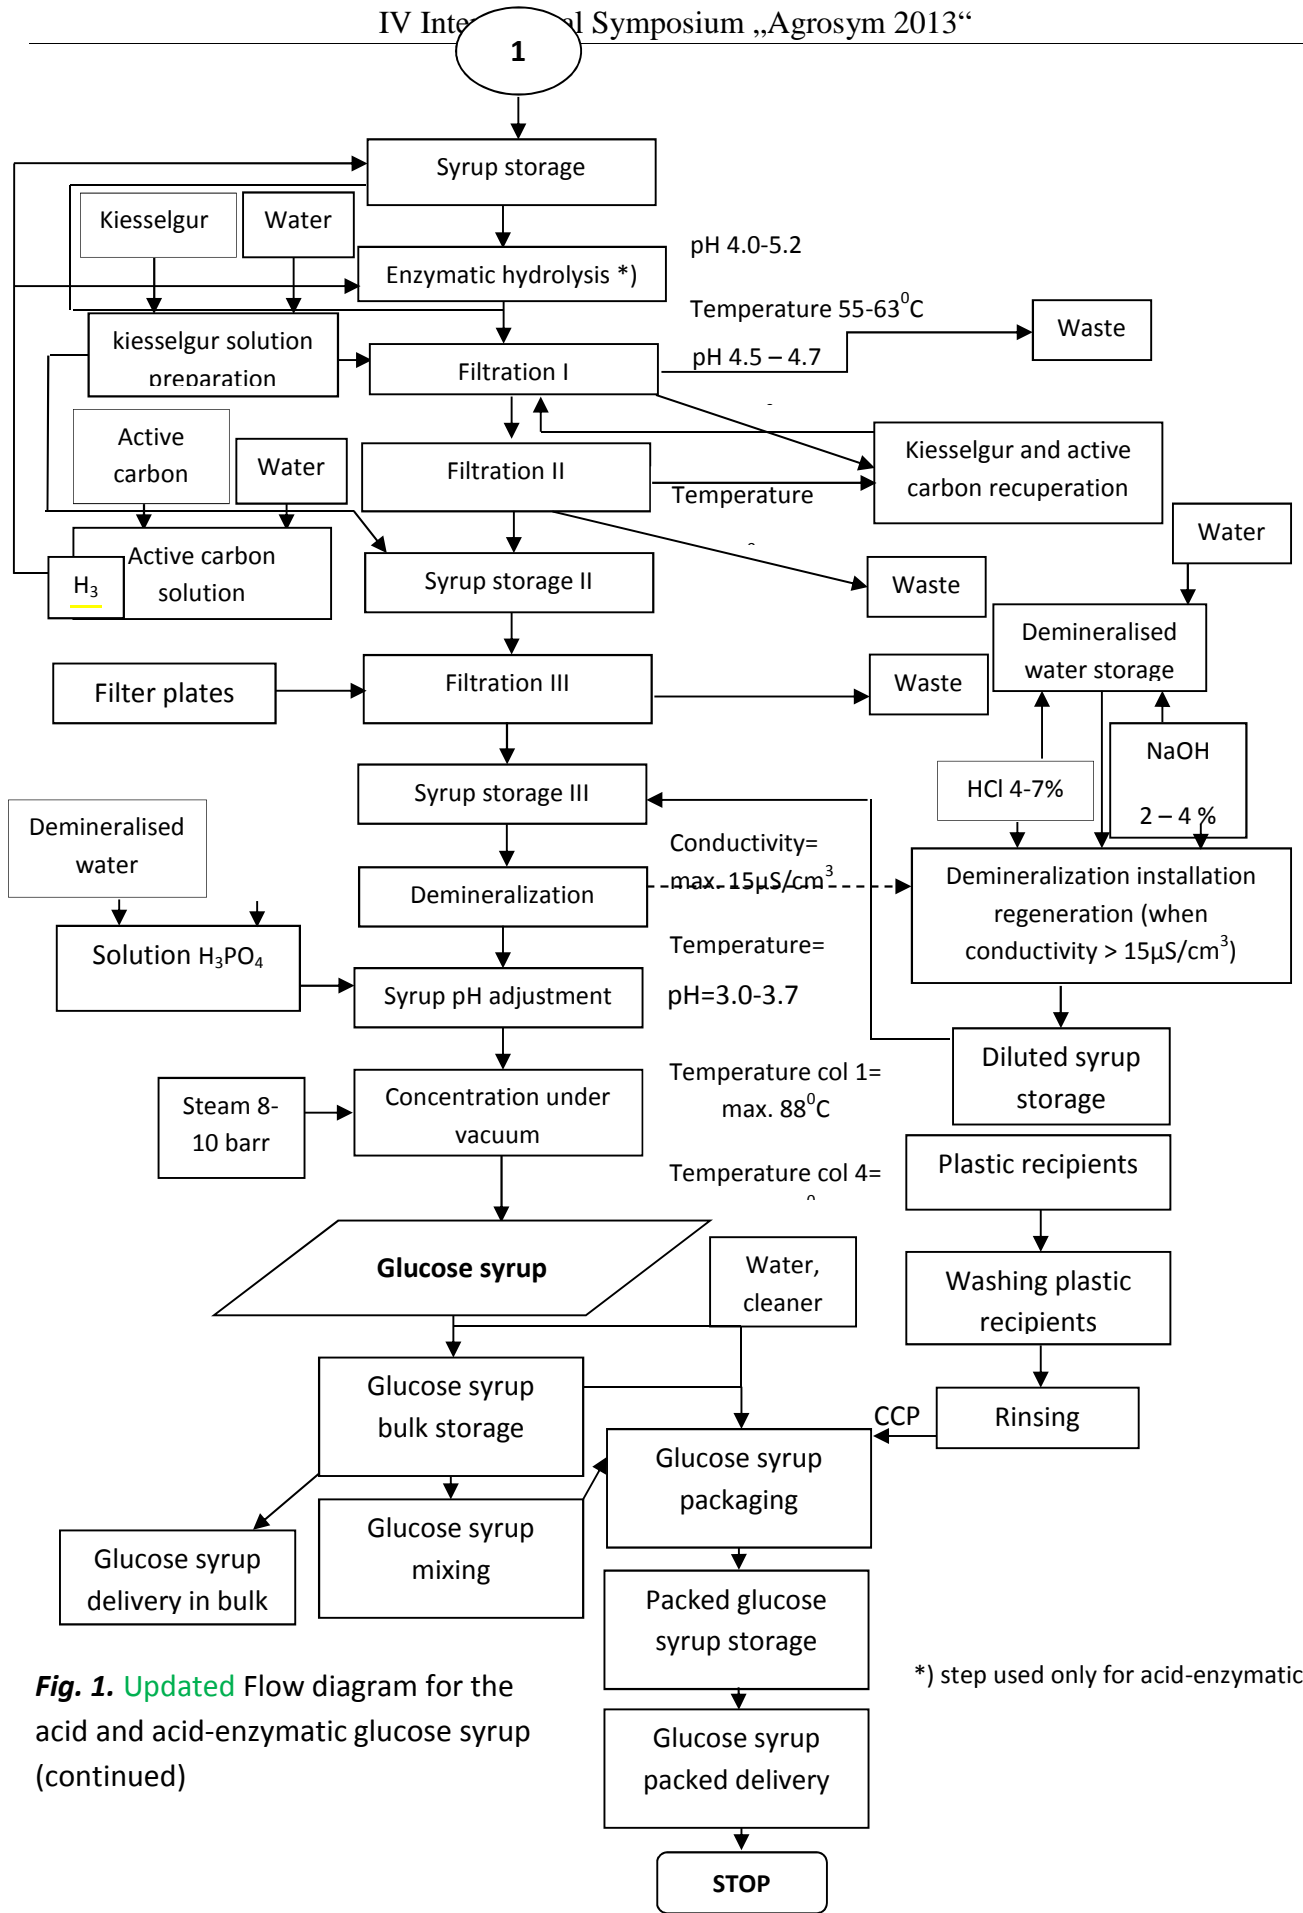 IV Inte l Symposium „Agrosym 2013“
1
Syrup storage
Kiesselgur
Water
pH 4.0-5.2
Enzymatic hydrolysis *)
Temperature 55-63⁰C
Waste
kiesselgur solution
preparation
pH 4.5 – 4.7
Filtration I
Active
carbon
Water
Filtration II
Kiesselgur and active
carbon recuperation
Temperature
Water
H₃
Active carbon
solution
Syrup storage II
Waste
Demineralised
water storage
Filter plates
Filtration III
Waste
NaOH
2 – 4 %
HCl 4-7%
Syrup storage III
Demineralised
water
Conductivity=
max. 15µS/cm³
Demineralization
Demineralization installation
regeneration (when
conductivity > 15µS/cm³)
Solution H₃PO₄
Temperature=
Syrup pH adjustment
pH=3.0-3.7
Diluted syrup
storage
Steam 8-
10 barr
Concentration under
vacuum
Temperature col 1=
max. 88⁰C
Plastic recipients
Temperature col 4=
Glucose syrup
Water,
cleaner
Washing plastic
recipients
Glucose syrup
bulk storage
CCP
Rinsing
Glucose syrup
packaging
Glucose syrup
mixing
Glucose syrup
delivery in bulk
Packed glucose
syrup storage
*) step used only for acid-enzymatic
Fig. 1. Updated Flow diagram for the
acid and acid-enzymatic glucose syrup
(continued)
Glucose syrup
packed delivery
STOP